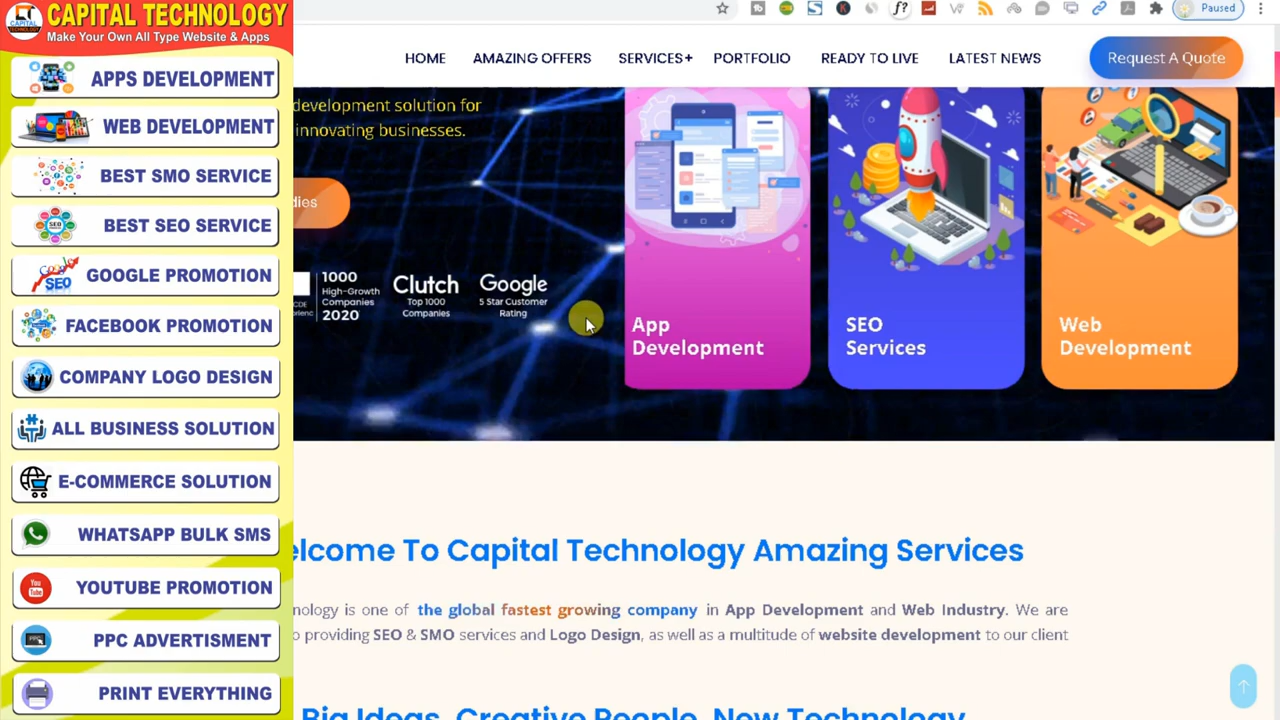 CAPITAL TECHNOLOGY
Make Your Own All Type Website & Apps
APPS DEVELOPMENT
WEB DEVELOPMENT
BEST SMO SERVICE
BEST SEO SERVICE
GOOGLE PROMOTION
FACEBOOK PROMOTION
COMPANY LOGO DESIGN
ALL BUSINESS SOLUTION
E-COMMERCE SOLUTION
WHATSAPP BULK SMS
YOUTUBE PROMOTION
PPC ADVERTISMENT
PRINT EVERYTHING
Paused
HOME AMAZING OFFERS SERVICES+ PORTFOLIO READY TO LIVE LATEST NEWS Request A Quote
development solution for
innovating businesses.
dies
1000
High-Growth
Companies
2020
Clutch
Top 1000
Companies
Google
5 Star Customer
Rating
App
Development
SEO
Services
Web
Development
elcome To Capital Technology Amazing Services
nology is one of the global fastest growing company in App Development and Web Industry. We are
o providing SEO & SMO services and Logo Design, as well as a multitude of website development to our client
Big Ideas, Creative People, New Technology